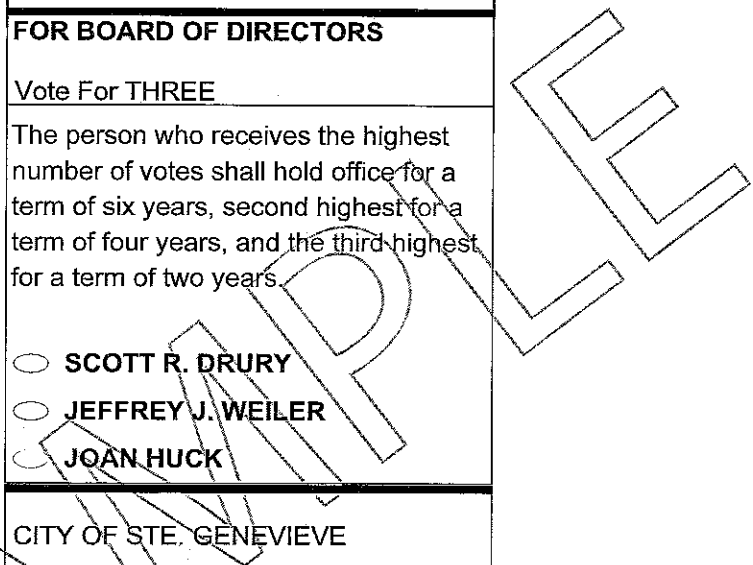 FOR BOARD OF DIRECTORS
Vote For THREE
The person who receives the highest
number of votes shall hold office for a
term of six years, second highest for a
term of four years, and the third highest
for a term of two years.
SCOTT R. DRURY
JEFFREY J. WEILER
JOAN HUCK
CITY OF STE. GENEVIEVE
MPLE